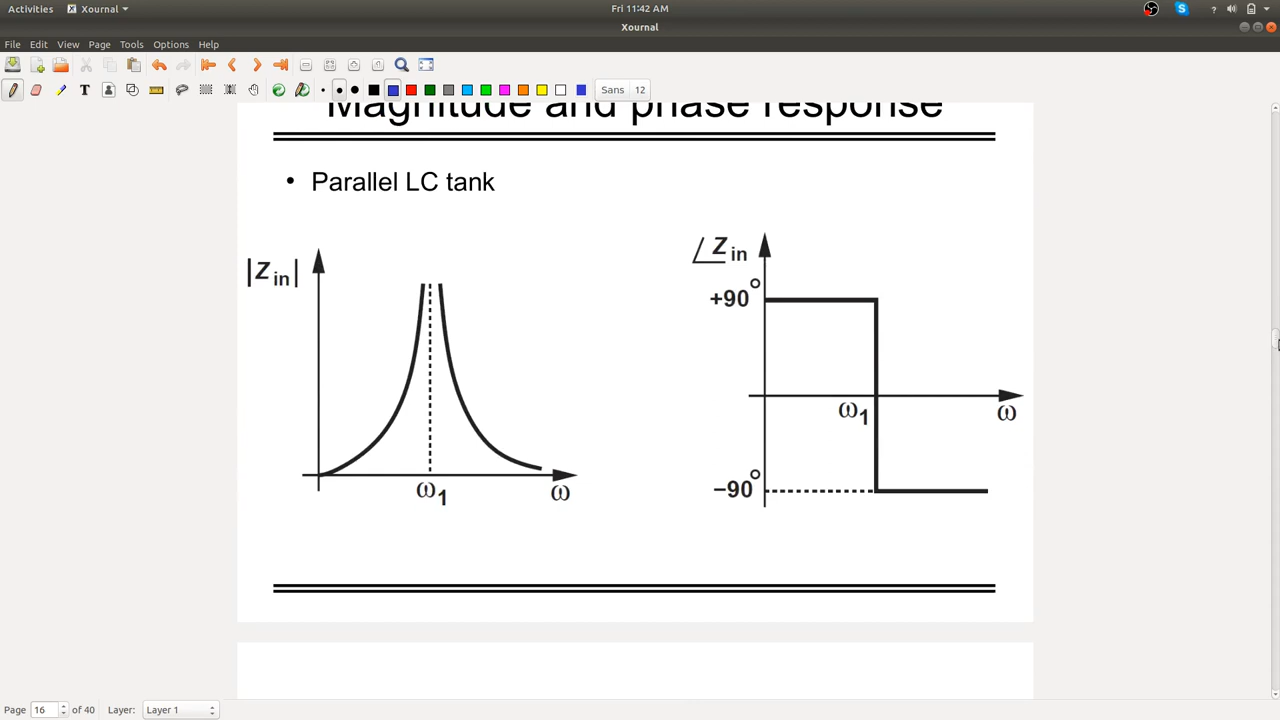 Activities Xournal Fri 11:42 AM ?
Xournal
File Edit View Page Tools Options Help
T Sans 12
Magnitude and phase response
• Parallel LC tank
|Zin|
ω1
ω
∠Zin
+90°
ω1
ω
−90°
Page 16 of 40 Layer: Layer 1